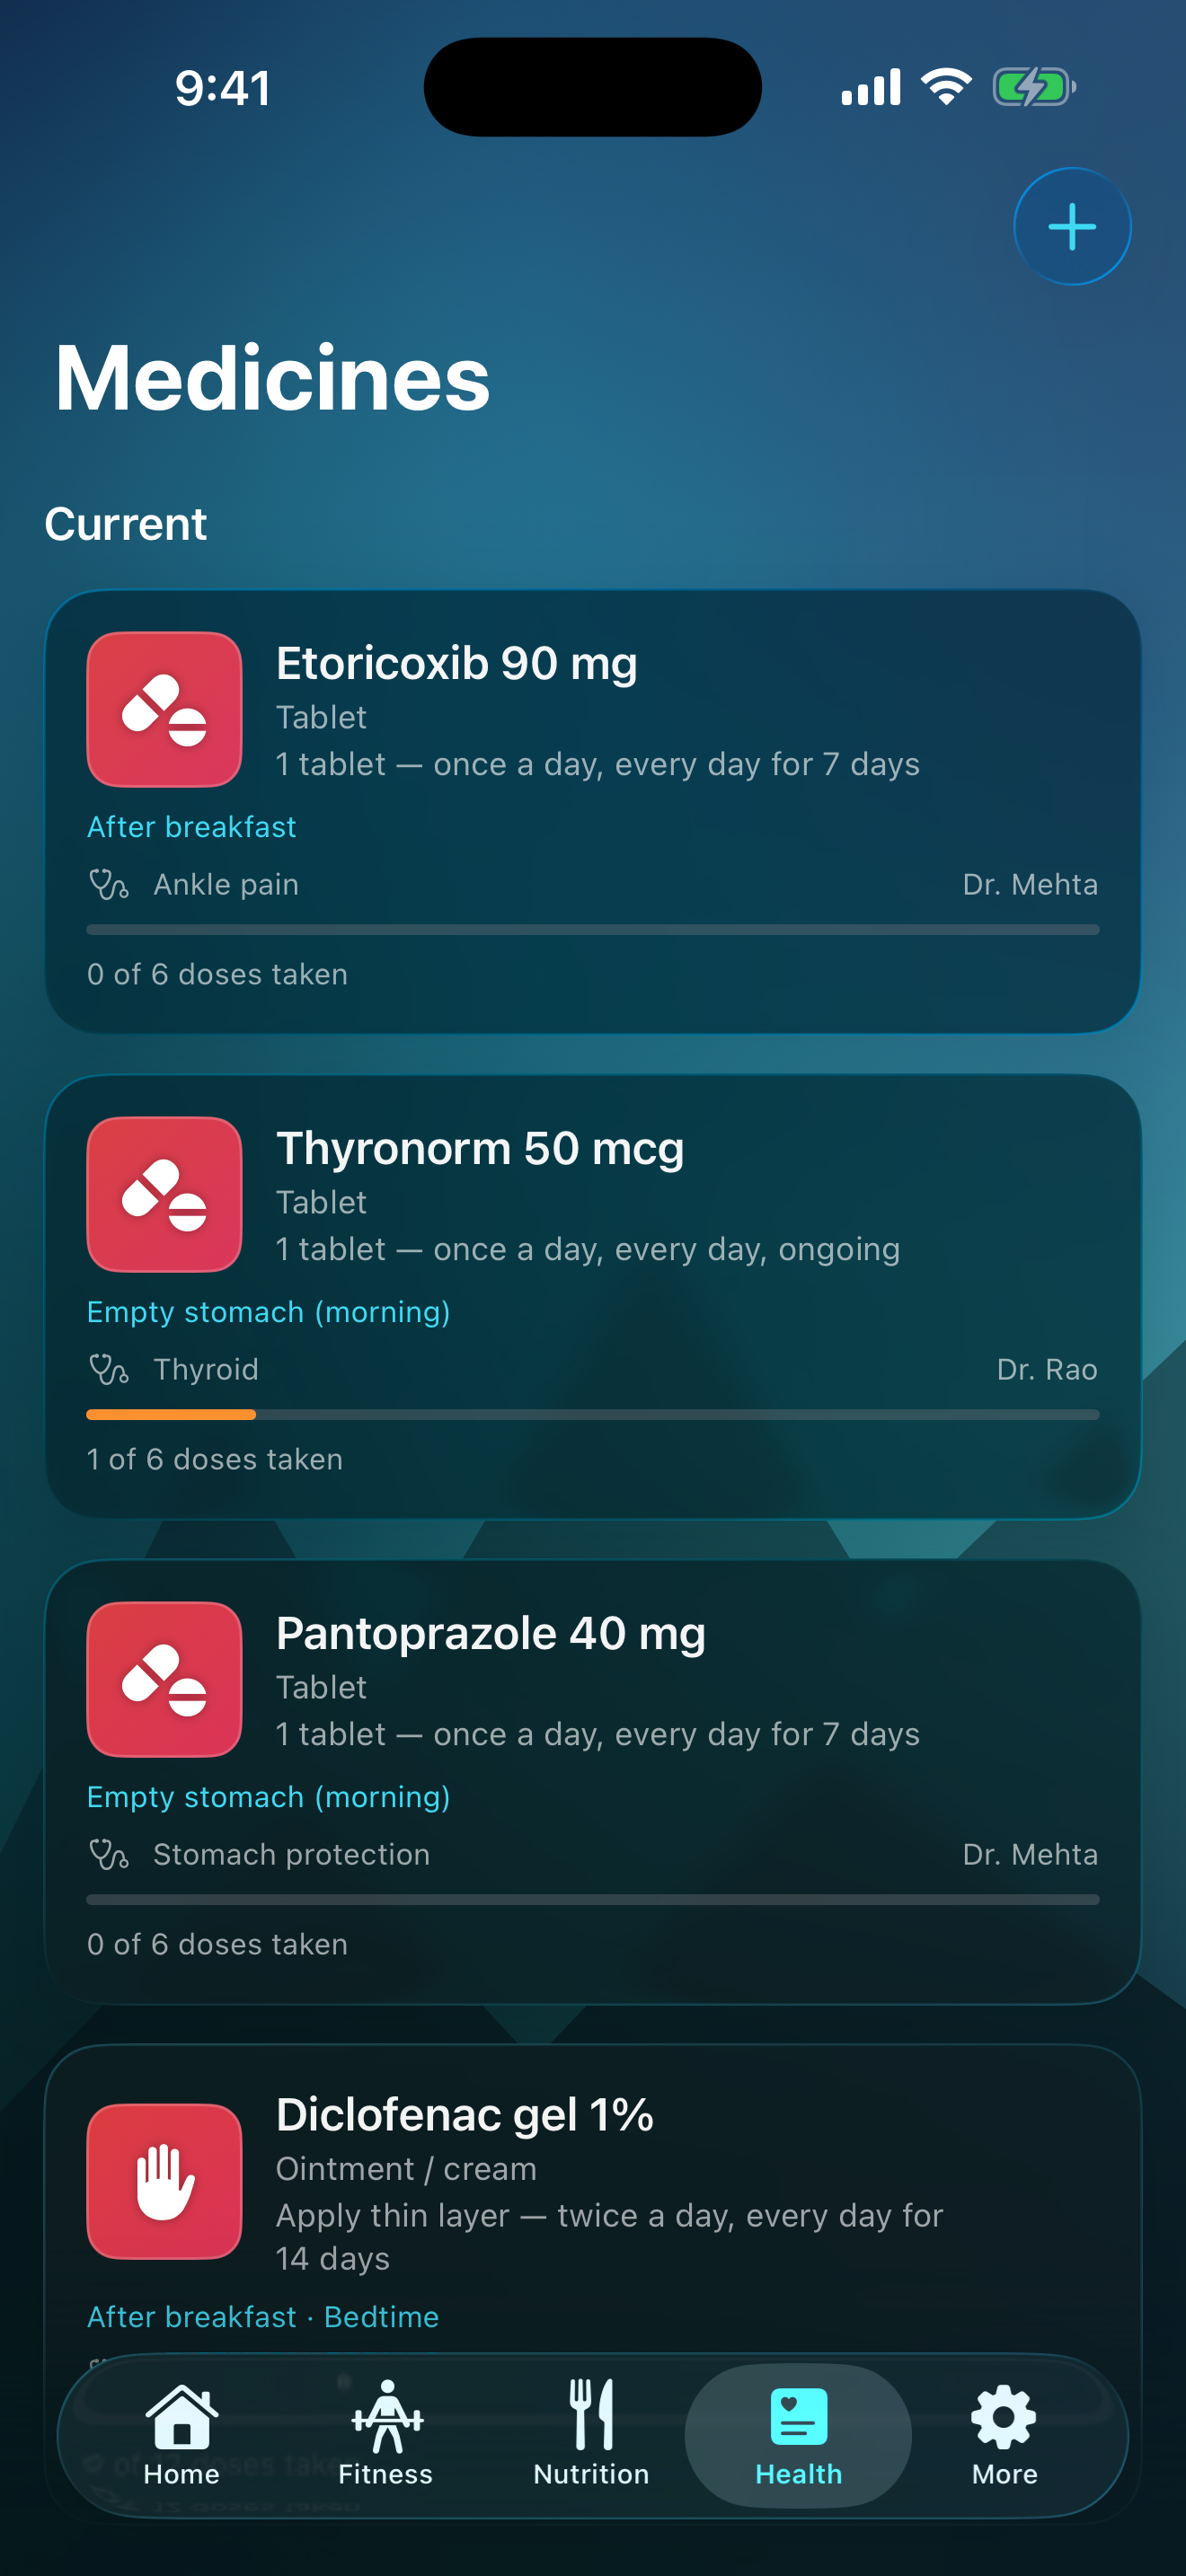 9:41
Medicines
Current
Etoricoxib 90 mg
Tablet
1 tablet — once a day, every day for 7 days
After breakfast
Ankle pain
Dr. Mehta
0 of 6 doses taken
Thyronorm 50 mcg
Tablet
1 tablet — once a day, every day, ongoing
Empty stomach (morning)
Thyroid
Dr. Rao
1 of 6 doses taken
Pantoprazole 40 mg
Tablet
1 tablet — once a day, every day for 7 days
Empty stomach (morning)
Stomach protection
Dr. Mehta
0 of 6 doses taken
Diclofenac gel 1%
Ointment / cream
Apply thin layer — twice a day, every day for
14 days
After breakfast · Bedtime
Home
Fitness
Nutrition
Health
More